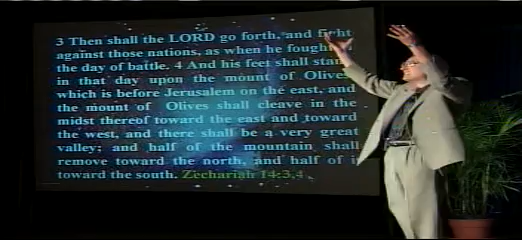 3 Then shall the LORD go forth, and fight
against those nations, as when he fought
the day of battle. 4 And his feet shall stand
in that day upon the mount of Olives
which is before Jerusalem on the east, and
the mount of Olives shall cleave in the
midst thereof toward the east and toward
the west, and there shall be a very great
valley; and half of the mountain shall
remove toward the north, and half of it
toward the south. Zechariah 14:3,4